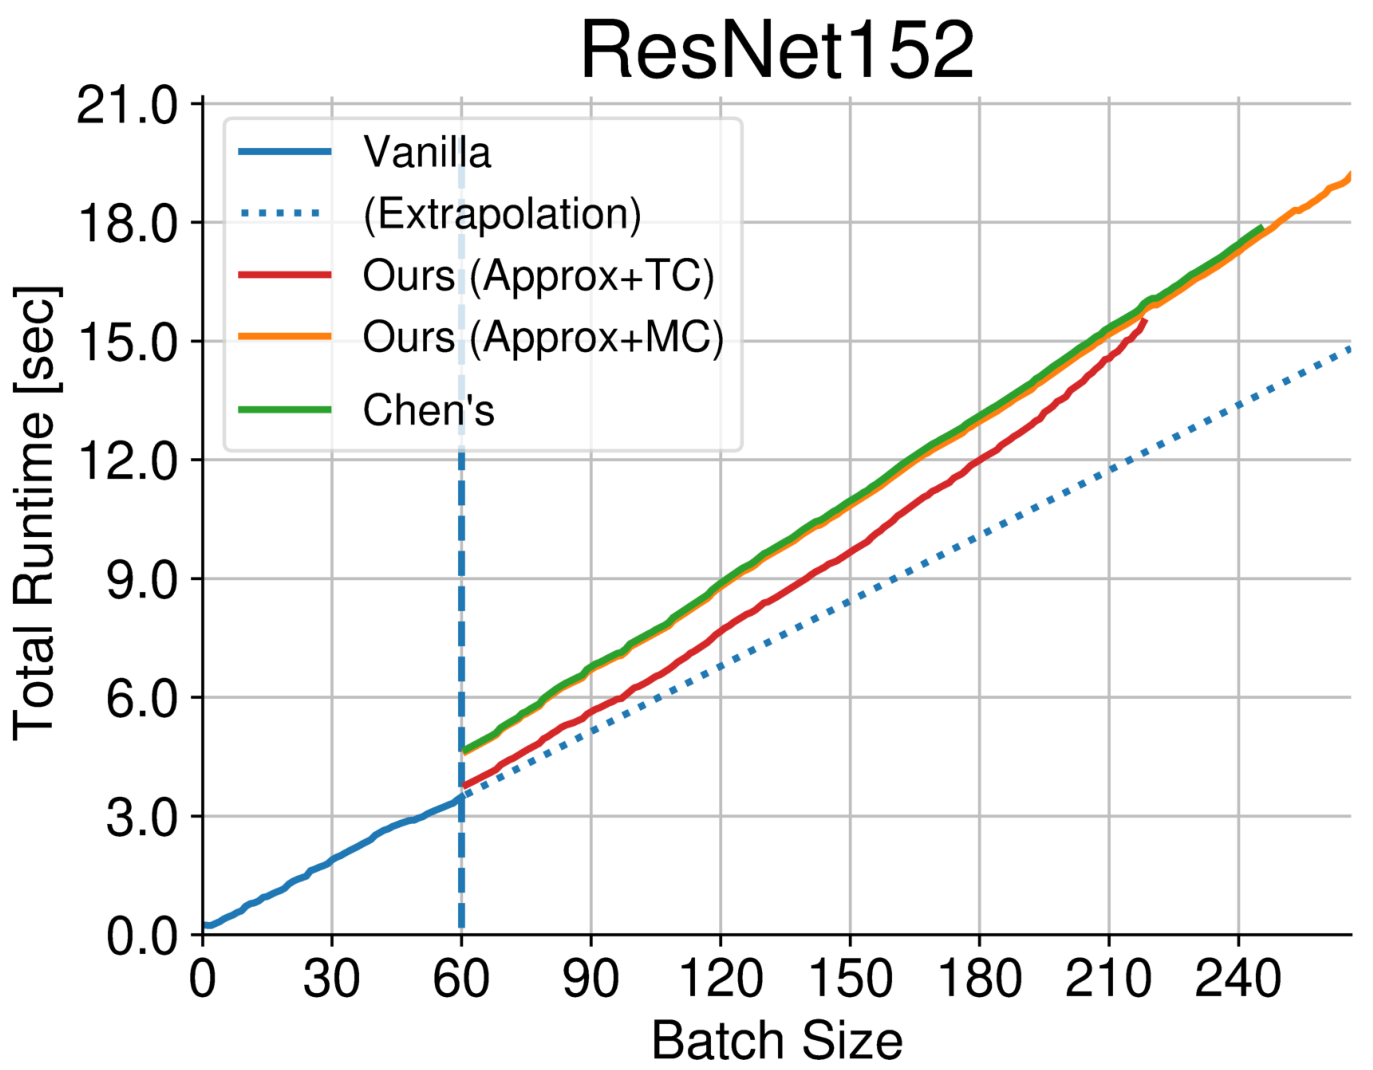 ResNet152
Total Runtime [sec]
21.0
18.0
15.0
12.0
9.0
6.0
3.0
0.0
Vanilla
(Extrapolation)
Ours (Approx+TC)
Ours (Approx+MC)
Chen's
0 30 60 90 120 150 180 210 240
Batch Size